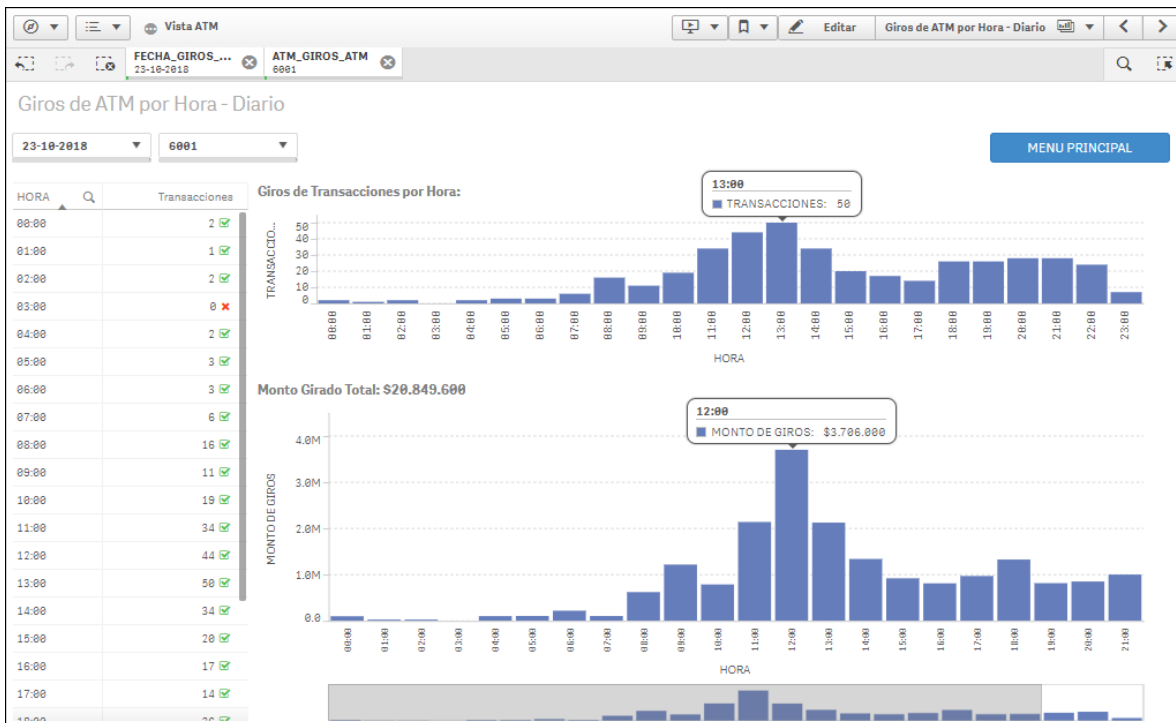 Vista ATM
Editar
Giros de ATM por Hora - Diario
FECHA_GIROS_...
23-10-2018
ATM_GIROS_ATM
6001
Giros de ATM por Hora - Diario
23-10-2018
6001
MENU PRINCIPAL
HORA Transacciones
00:00 2
01:00 1
02:00 2
03:00 0
04:00 2
05:00 3
06:00 3
07:00 6
08:00 16
09:00 11
10:00 19
11:00 34
12:00 44
13:00 50
14:00 34
15:00 20
16:00 17
17:00 14
18:00 26
Giros de Transacciones por Hora:
13:00
TRANSACCIONES: 50
TRANSACCIO...
50
40
30
20
10
0
00:00 01:00 02:00 03:00 04:00 05:00 06:00 07:00 08:00 09:00 10:00 11:00 12:00 13:00 14:00 15:00 16:00 17:00 18:00 19:00 20:00 21:00 22:00 23:00
HORA
Monto Girado Total: $20.849.600
12:00
MONTO DE GIROS: $3.706.000
MONTO DE GIROS
4.0M
3.0M
2.0M
1.0M
0.0
00:00 01:00 02:00 03:00 04:00 05:00 06:00 07:00 08:00 09:00 10:00 11:00 12:00 13:00 14:00 15:00 16:00 17:00 18:00 19:00 20:00 21:00
HORA